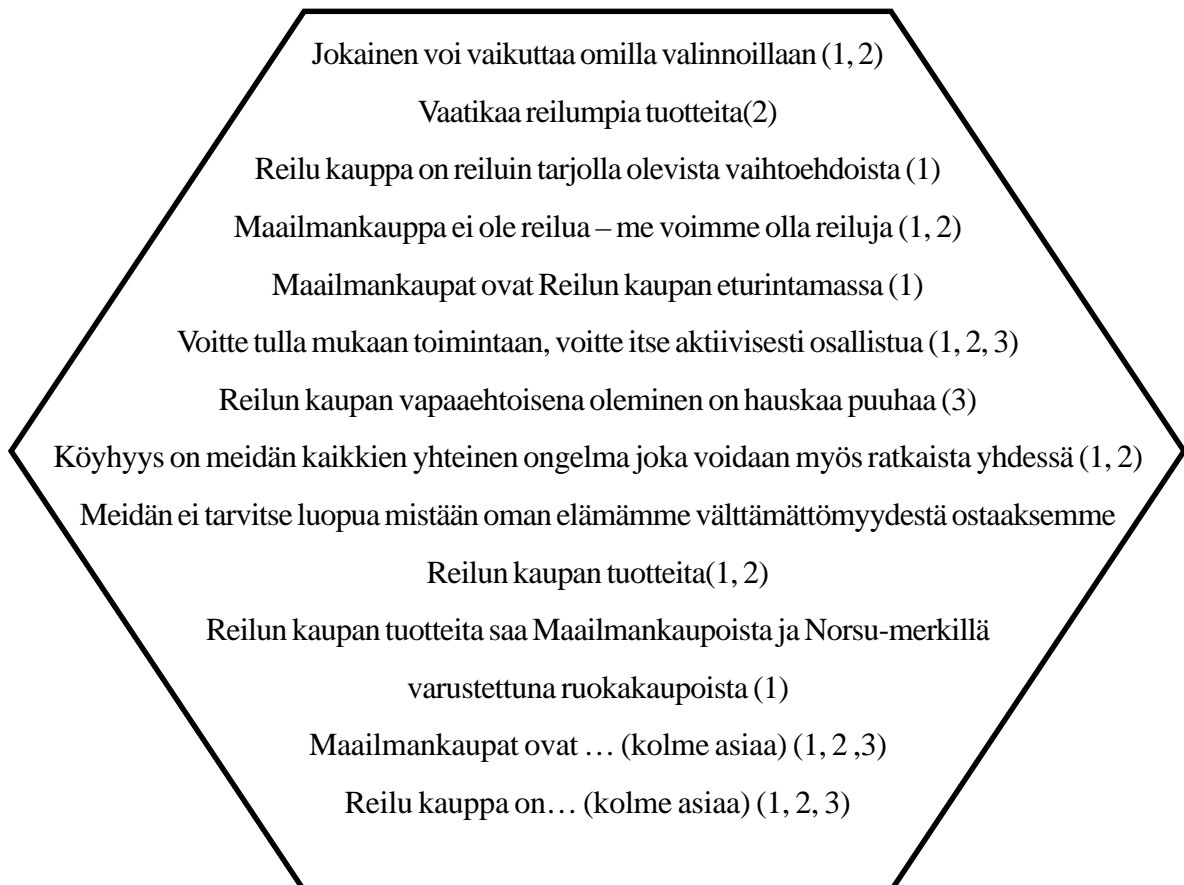 Jokainen voi vaikuttaa omilla valinnoillaan (1, 2)
Vaatikaa reilumpia tuotteita(2)
Reilu kauppa on reiluin tarjolla olevista vaihtoehdoista (1)
Maailmankauppa ei ole reilua – me voimme olla reiluja (1, 2)
Maailmankaupat ovat Reilun kaupan eturintamassa (1)
Voitte tulla mukaan toimintaan, voitte itse aktiivisesti osallistua (1, 2, 3)
Reilun kaupan vapaaehtoisena oleminen on hauskaa puuhaa (3)
Köyhyys on meidän kaikkien yhteinen ongelma joka voidaan myös ratkaista yhdessä (1, 2)
Meidän ei tarvitse luopua mistään oman elämämme välttämättömyydestä ostaaksemme
Reilun kaupan tuotteita(1, 2)
Reilun kaupan tuotteita saa Maailmankaupoista ja Norsu-merkillä
varustettuna ruokakaupoista (1)
Maailmankaupat ovat … (kolme asiaa) (1, 2 ,3)
Reilu kauppa on… (kolme asiaa) (1, 2, 3)